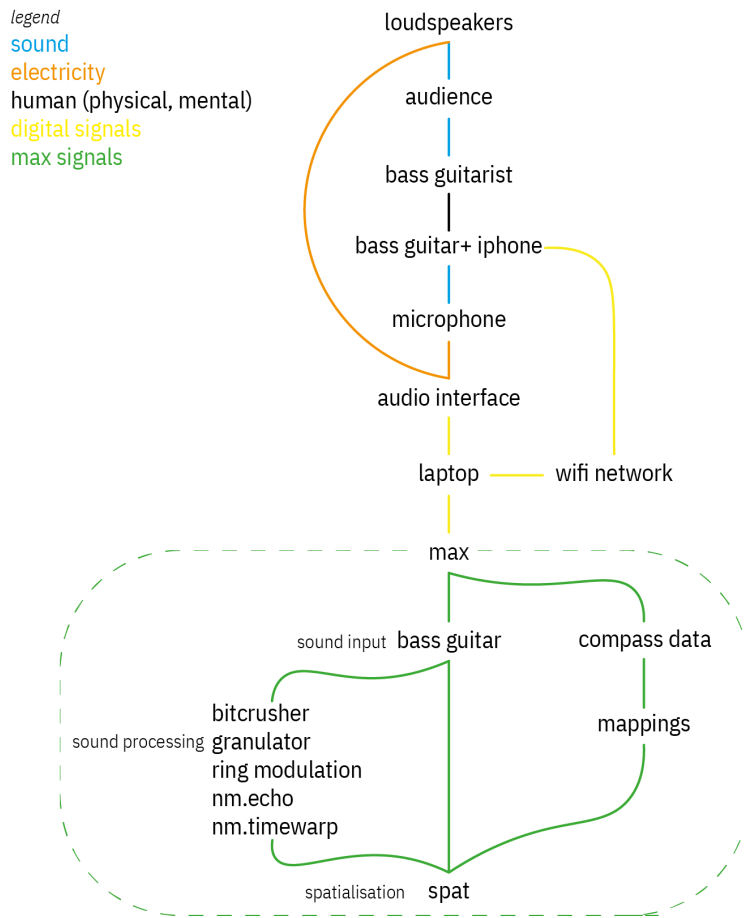 legend
sound
electricity
human (physical, mental)
digital signals
max signals
loudspeakers
audience
bass guitarist
bass guitar+ iphone
microphone
audio interface
laptop
wifi network
max
sound input
bass guitar
compass data
mappings
sound processing
bitcrusher
granulator
ring modulation
nm.echo
nm.timewarp
spatialisation
spat